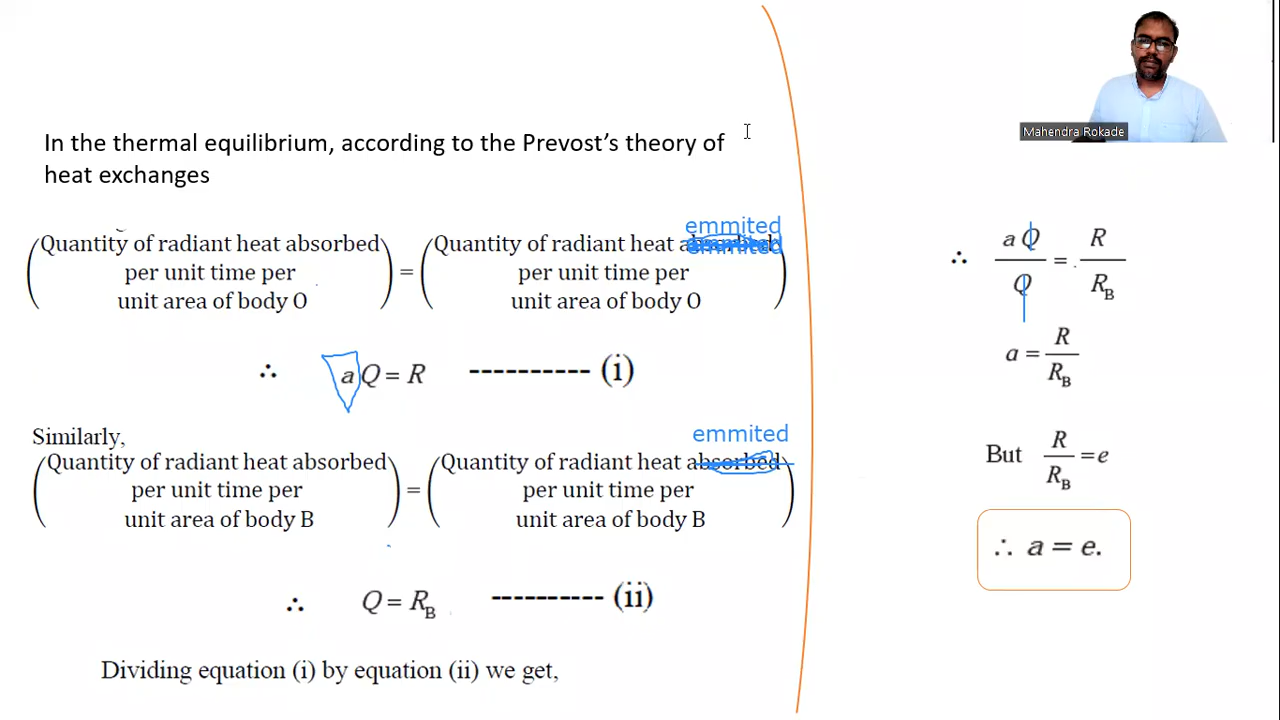 Mahendra Rokade
In the thermal equilibrium, according to the Prevost's theory of
heat exchanges
emmited
(Quantity of radiant heat absorbed per unit time per unit area of body O) = (Quantity of radiant heat absorbed per unit time per unit area of body O)
emmited
∴ aQ = R ---------- (i)
Similarly,
emmited
(Quantity of radiant heat absorbed per unit time per unit area of body B) = (Quantity of radiant heat absorbed per unit time per unit area of body B)
∴ Q = R_B ---------- (ii)
Dividing equation (i) by equation (ii) we get,
∴ aQ/Q = R/R_B
a = R/R_B
But R/R_B = e
∴ a = e.